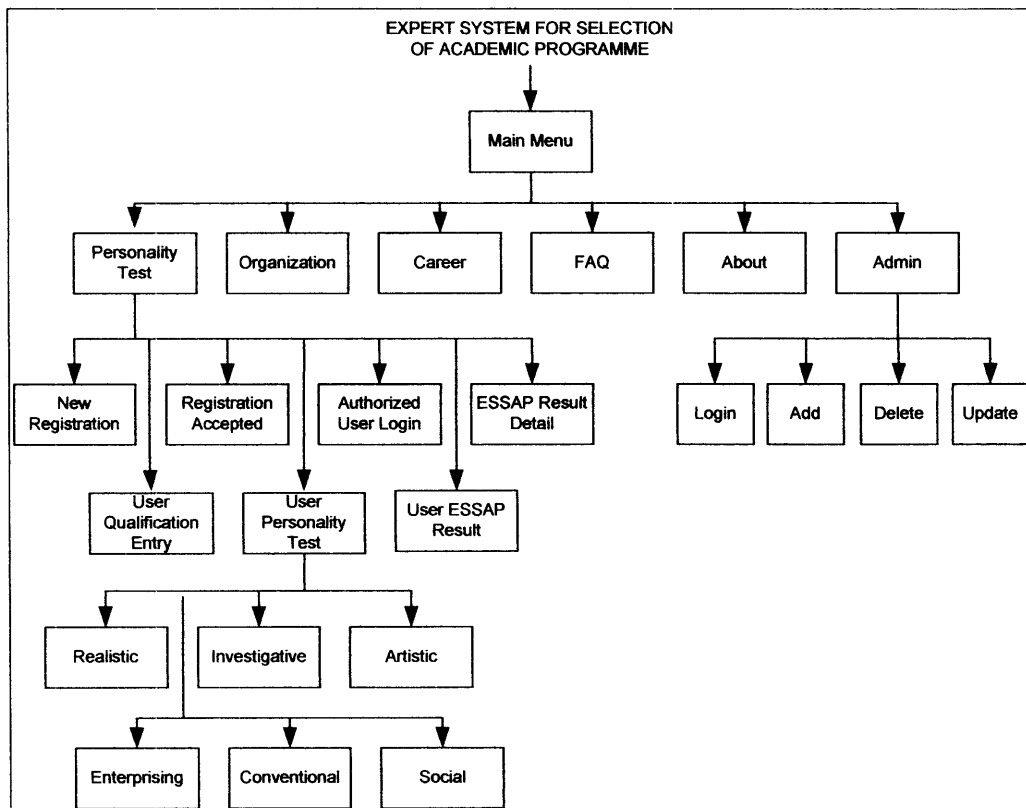 EXPERT SYSTEM FOR SELECTION
OF ACADEMIC PROGRAMME
Main Menu
Personality
Test
Organization
Career
FAQ
About
Admin
New
Registration
Registration
Accepted
Authorized
User Login
ESSAP Result
Detail
Login
Add
Delete
Update
User
Qualification
Entry
User
Personality
Test
User ESSAP
Result
Realistic
Investigative
Artistic
Enterprising
Conventional
Social